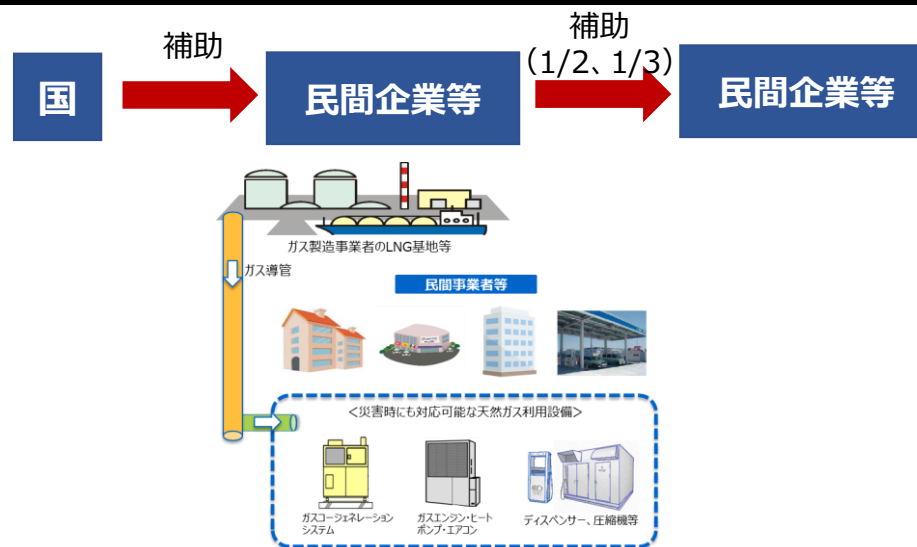 補助
補助
（1/2、1/3）
国
民間企業等
民間企業等
ガス製造事業者のLNG基地等
ガス導管
民間事業者等
＜災害時にも対応可能な天然ガス利用設備＞
ガスコージェネレーション
システム
ガスエンジン・ヒート
ポンプ・エアコン
ディスペンサー、圧縮機等